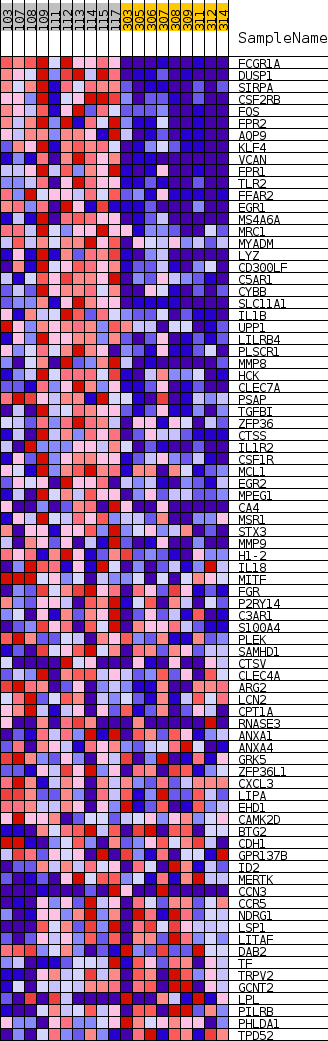 103 107 108 109 111 112 113 114 115 117 303 305 306 307 308 309 311 312 314
SampleName
FCGR1A
DUSP1
SIRPA
CSF2RB
FOS
FPR2
AQP9
KLF4
VCAN
FPR1
TLR2
FFAR2
EGR1
MS4A6A
MRC1
MYADM
LYZ
CD300LF
C5AR1
CYBB
SLC11A1
IL1B
UPP1
LILRB4
PLSCR1
MMP8
HCK
CLEC7A
PSAP
TGFBI
ZFP36
CTSS
IL1R2
CSF1R
MCL1
EGR2
MPEG1
CA4
MSR1
STX3
MMP9
H1-2
IL18
MITF
FGR
P2RY14
C3AR1
S100A4
PLEK
SAMHD1
CTSV
CLEC4A
ARG2
LCN2
CPT1A
RNASE3
ANXA1
ANXA4
GRK5
ZFP36L1
CXCL3
LIPA
EHD1
CAMK2D
BTG2
CDH1
GPR137B
ID2
MERTK
CCN3
CCR5
NDRG1
LSP1
LITAF
DAB2
TF
TRPV2
GCNT2
LPL
PILRB
PHLDA1
TPD52